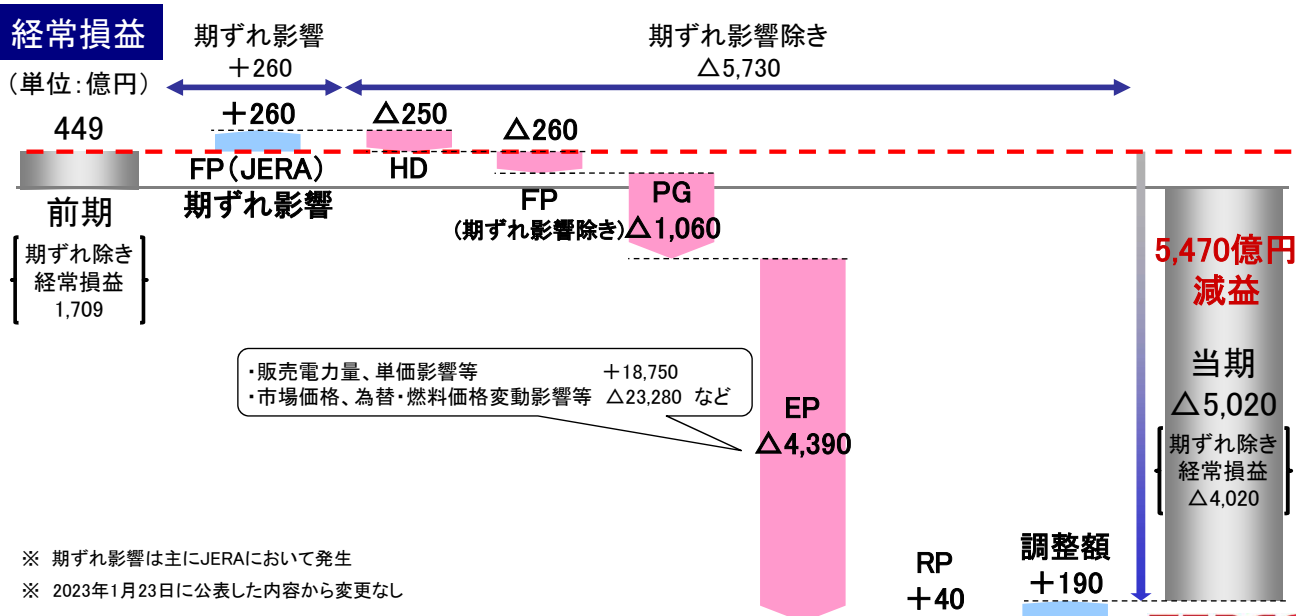 経常損益
(単位:億円)
期ずれ影響
+260
期ずれ影響除き
△5,730
449
+260
FP(JERA)
期ずれ影響
△250
HD
△260
FP
(期ずれ影響除き)
PG
△1,060
前期
期ずれ除き
経常損益
1,709
5,470億円
減益
当期
△5,020
期ずれ除き
経常損益
△4,020
・販売電力量、単価影響等 +18,750
・市場価格、為替・燃料価格変動影響等 △23,280 など
EP
△4,390
RP
+40
調整額
+190
※ 期ずれ影響は主にJERAにおいて発生
※ 2023年1月23日に公表した内容から変更なし